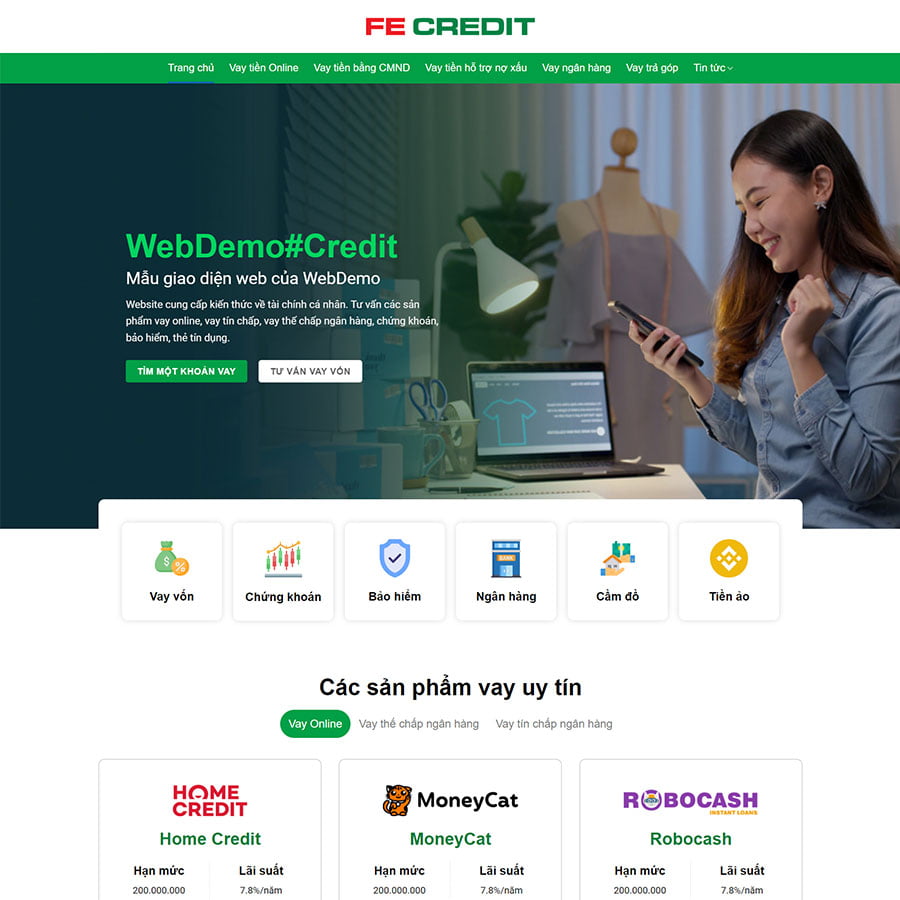 FE CREDIT
Trang chủ Vay tiền Online Vay tiền bằng CMND Vay tiền hỗ trợ nợ xấu Vay ngân hàng Vay trả góp Tin tức
WebDemo#Credit
Mẫu giao diện web của WebDemo
Website cung cấp kiến thức về tài chính cá nhân. Tư vấn các sản
phẩm vay online, vay tín chấp, vay thế chấp ngân hàng, chứng khoán,
bảo hiểm, thẻ tín dụng.
TÌM MỘT KHOẢN VAY TƯ VẤN VAY VỐN
$ % BANK
Vay vốn Chứng khoán Bảo hiểm Ngân hàng Cầm đồ Tiền ảo
Các sản phẩm vay uy tín
Vay Online Vay thế chấp ngân hàng Vay tín chấp ngân hàng
HOME
CREDIT
MoneyCat
ROBOCASH
INSTANT LOANS
Home Credit MoneyCat Robocash
Hạn mức Lãi suất Hạn mức Lãi suất Hạn mức Lãi suất
200.000.000 7.8%/năm 200.000.000 7.8%/năm 200.000.000 7.8%/năm